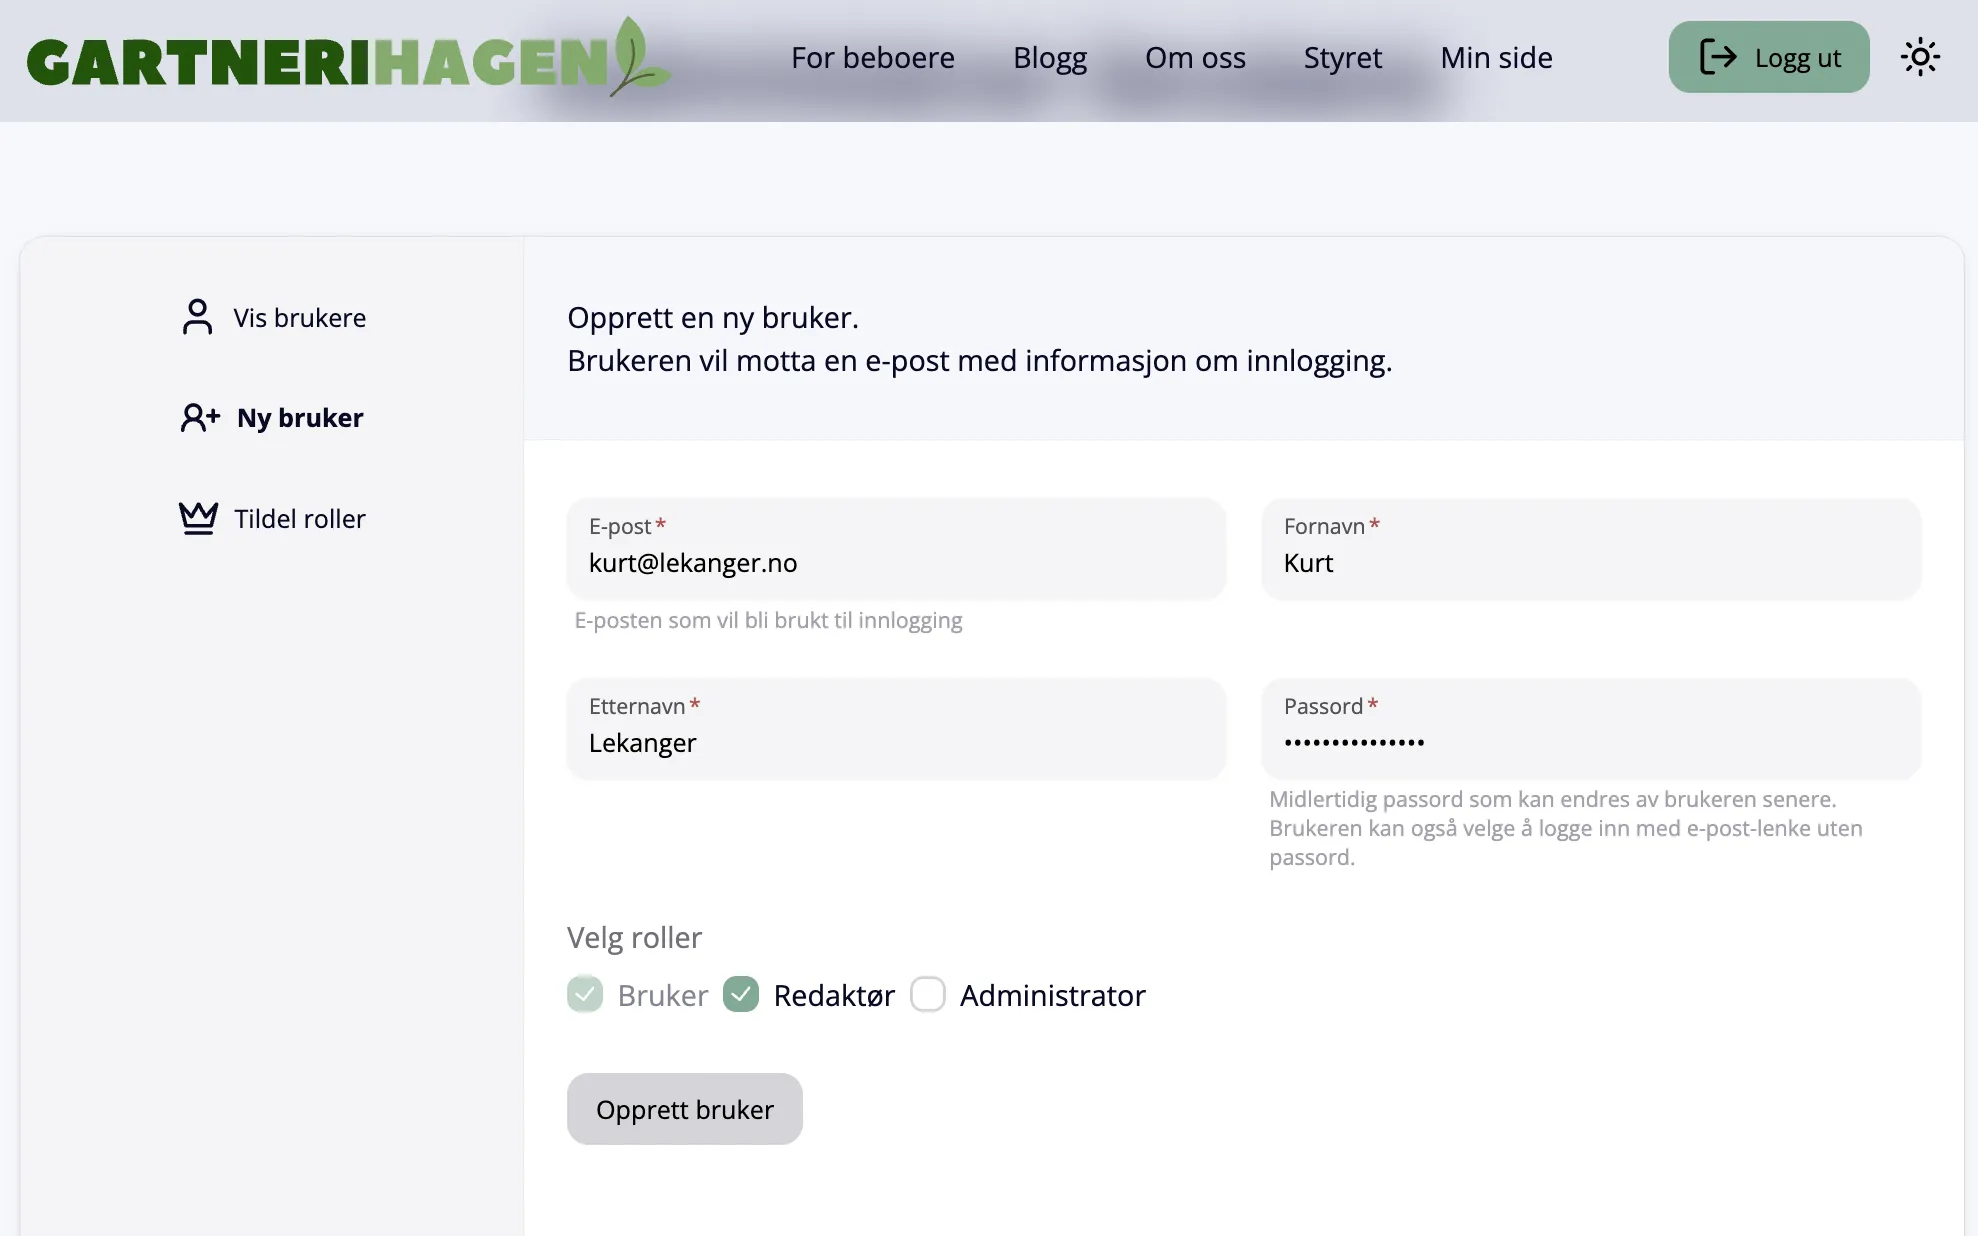 GARTNERIHAGEN
For beboere
Blogg
Om oss
Styret
Min side
Logg ut
Vis brukere
Ny bruker
Tildel roller
Opprett en ny bruker.
Brukeren vil motta en e-post med informasjon om innlogging.
E-post*
kurt@lekanger.no
E-posten som vil bli brukt til innlogging
Fornavn*
Kurt
Etternavn*
Lekanger
Passord*
•••••••••••••••
Midlertidig passord som kan endres av brukeren senere.
Brukeren kan også velge å logge inn med e-post-lenke uten
passord.
Velg roller
Bruker
Redaktør
Administrator
Opprett bruker